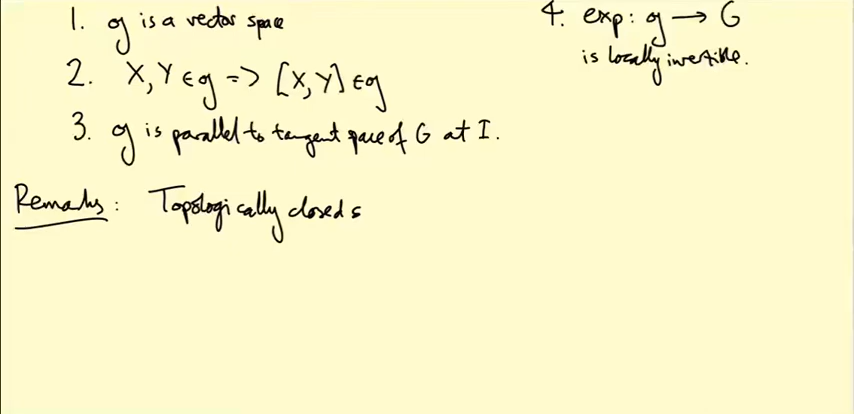 1. g is a vector space
2. X, Y ∈ g => [X, Y] ∈ g
3. g is parallel to tangent space of G at I.
4. exp: g → G
is locally invertible.
Remarks: Topologically closed s